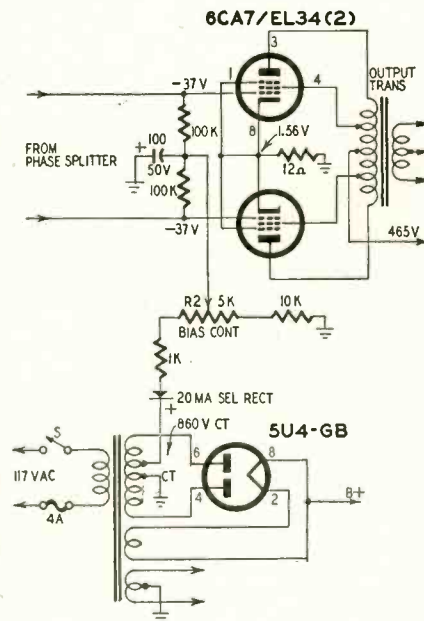 6CA7/EL34(2)
3
-37V
1
4
OUTPUT
TRANS
100K
8
1.56V
FROM
PHASE SPLITTER
+
100
50V
12Ω
100K
-37V
465V
R2 5K
10K
BIAS CONT
1K
20 MA SEL RECT
+
860 V CT
5U4-GB
S
6
8
117 VAC
CT
4
2
B+
4A